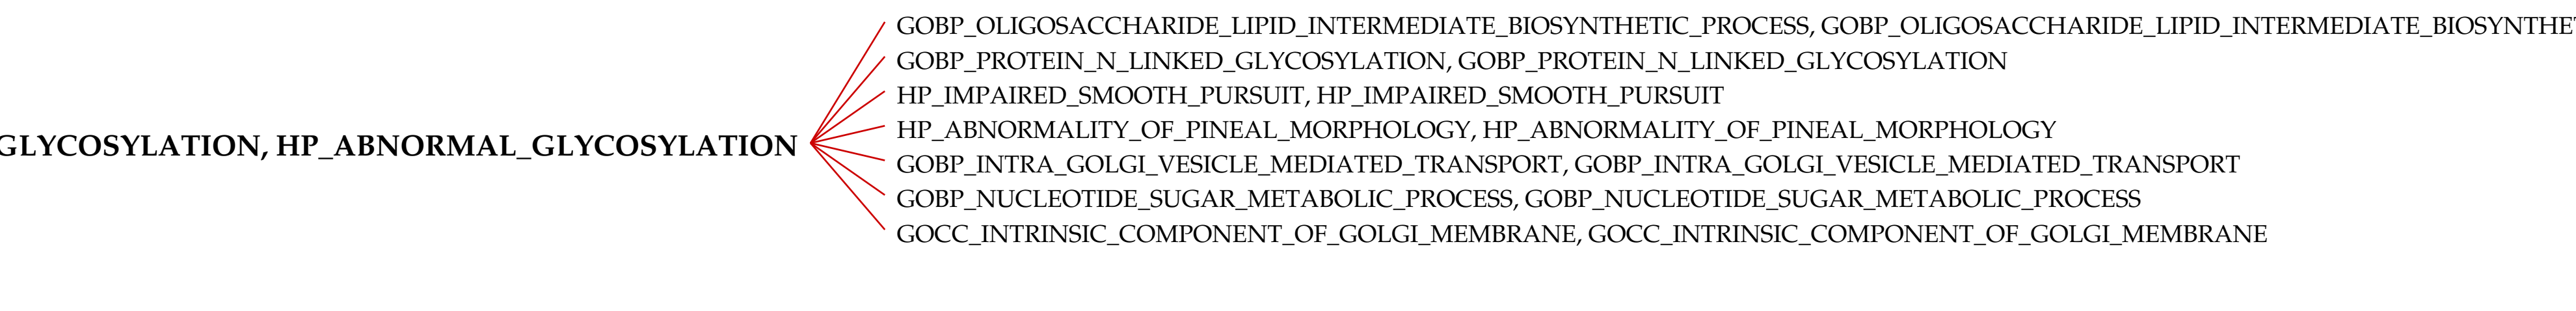 GOBP_OLIGOSACCHARIDE_LIPID_INTERMEDIATE_BIOSYNTHETIC_PROCESS, GOBP_OLIGOSACCHARIDE_LIPID_INTERMEDIATE_BIOSYNTHE
GOBP_PROTEIN_N_LINKED_GLYCOSYLATION, GOBP_PROTEIN_N_LINKED_GLYCOSYLATION
HP_IMPAIRED_SMOOTH_PURSUIT, HP_IMPAIRED_SMOOTH_PURSUIT
HP_ABNORMALITY_OF_PINEAL_MORPHOLOGY, HP_ABNORMALITY_OF_PINEAL_MORPHOLOGY
GLYCOSYLATION, HP_ABNORMAL_GLYCOSYLATION
GOBP_INTRA_GOLGI_VESICLE_MEDIATED_TRANSPORT, GOBP_INTRA_GOLGI_VESICLE_MEDIATED_TRANSPORT
GOBP_NUCLEOTIDE_SUGAR_METABOLIC_PROCESS, GOBP_NUCLEOTIDE_SUGAR_METABOLIC_PROCESS
GOCC_INTRINSIC_COMPONENT_OF_GOLGI_MEMBRANE, GOCC_INTRINSIC_COMPONENT_OF_GOLGI_MEMBRANE